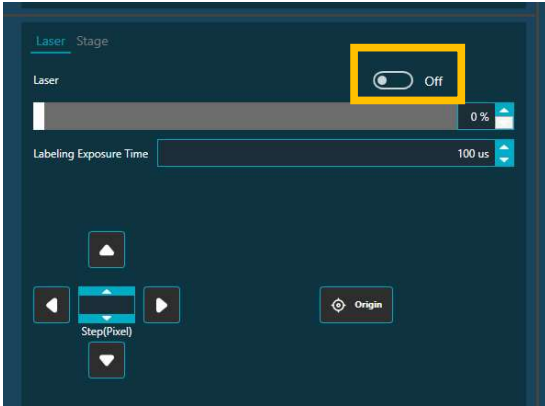 Laser Stage
Laser
Off
0 %
Labeling Exposure Time
100 us
Origin
Step(Pixel)